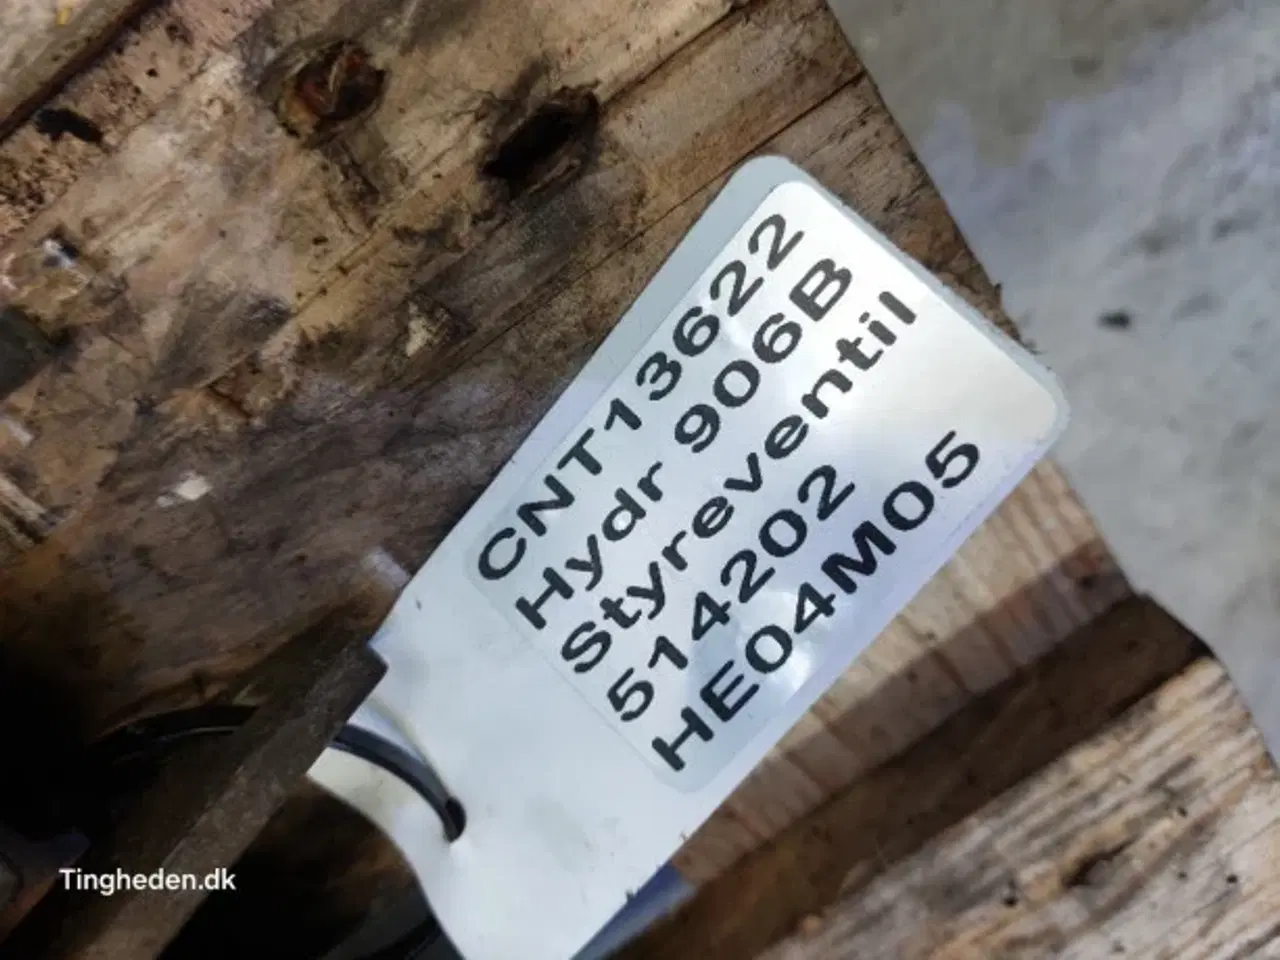 CNT13622
Hydr 906B
Styreventil
514202
HE04M05
Tingheden.dk